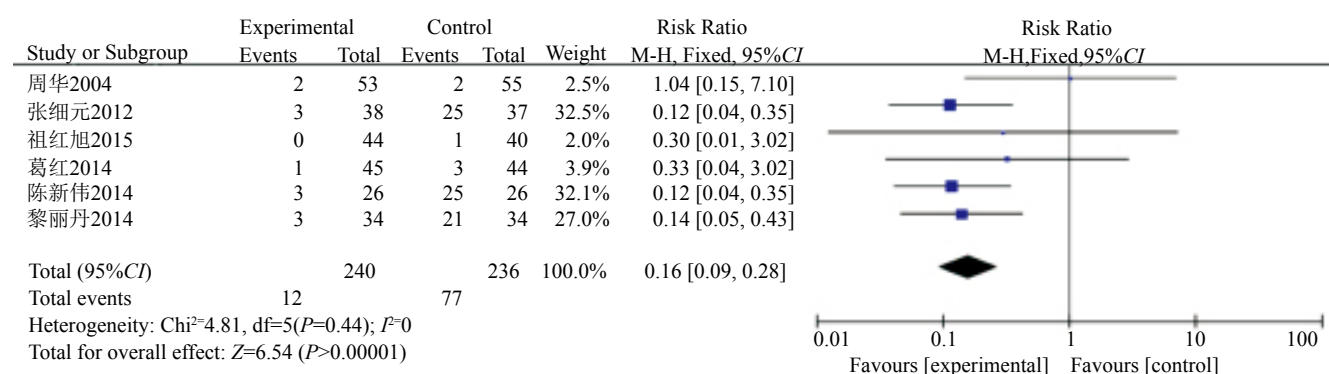 Experimental Control Risk Ratio Risk Ratio
Study or Subgroup Events Total Events Total Weight M-H, Fixed, 95%CI M-H,Fixed,95%CI
周华2004 2 53 2 55 2.5% 1.04 [0.15, 7.10]
张细元2012 3 38 25 37 32.5% 0.12 [0.04, 0.35]
祖红旭2015 0 44 1 40 2.0% 0.30 [0.01, 3.02]
葛红2014 1 45 3 44 3.9% 0.33 [0.04, 3.02]
陈新伟2014 3 26 25 26 32.1% 0.12 [0.04, 0.35]
黎丽丹2014 3 34 21 34 27.0% 0.14 [0.05, 0.43]
Total (95%CI) 240 236 100.0% 0.16 [0.09, 0.28]
Total events 12 77
Heterogeneity: Chi²⁼4.81, df=5(P=0.44); I²⁼0
Total for overall effect: Z=6.54 (P>0.00001)
0.01 0.1 1 10 100
Favours [experimental] Favours [control]